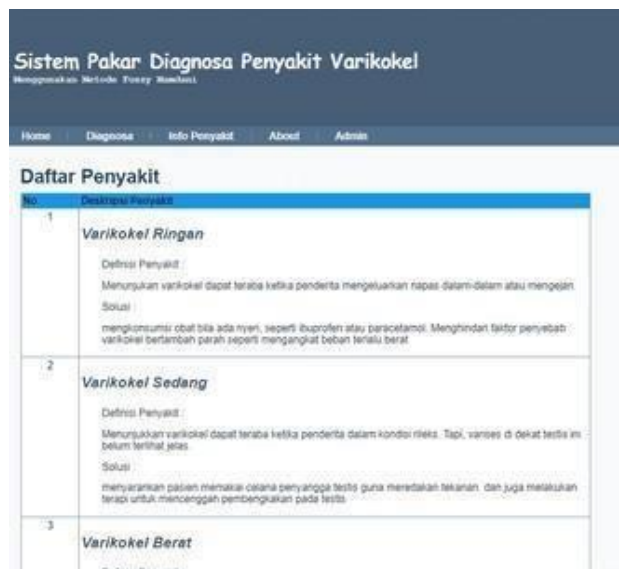 Sistem Pakar Diagnosa Penyakit Varikokel
Menggunakan Metode Fuzzy Mamdani
Home Diagnosa Info Penyakit About Admin
Daftar Penyakit
No Deskripsi Penyakit
1
Varikokel Ringan
Definisi Penyakit :
Menunjukan varikokel dapat teraba ketika penderita mengeluarkan napas dalam-dalam atau mengejan.
Solusi :
mengkonsumsi obat bila ada nyeri, seperti ibuprofen atau paracetamol. Menghindari faktor penyebab
varikokel bertambah parah seperti mengangkat beban terlalu berat
2
Varikokel Sedang
Definisi Penyakit :
Menunjukkan varikokel dapat teraba ketika penderita dalam kondisi rileks. Tapi, varises di dekat testis ini
belum terlihat jelas.
Solusi :
menyarankan pasien memakai celana penyangga testis guna meredakan tekanan. dan juga melakukan
terapi untuk mencenggah pembengkakan pada testis
3
Varikokel Berat